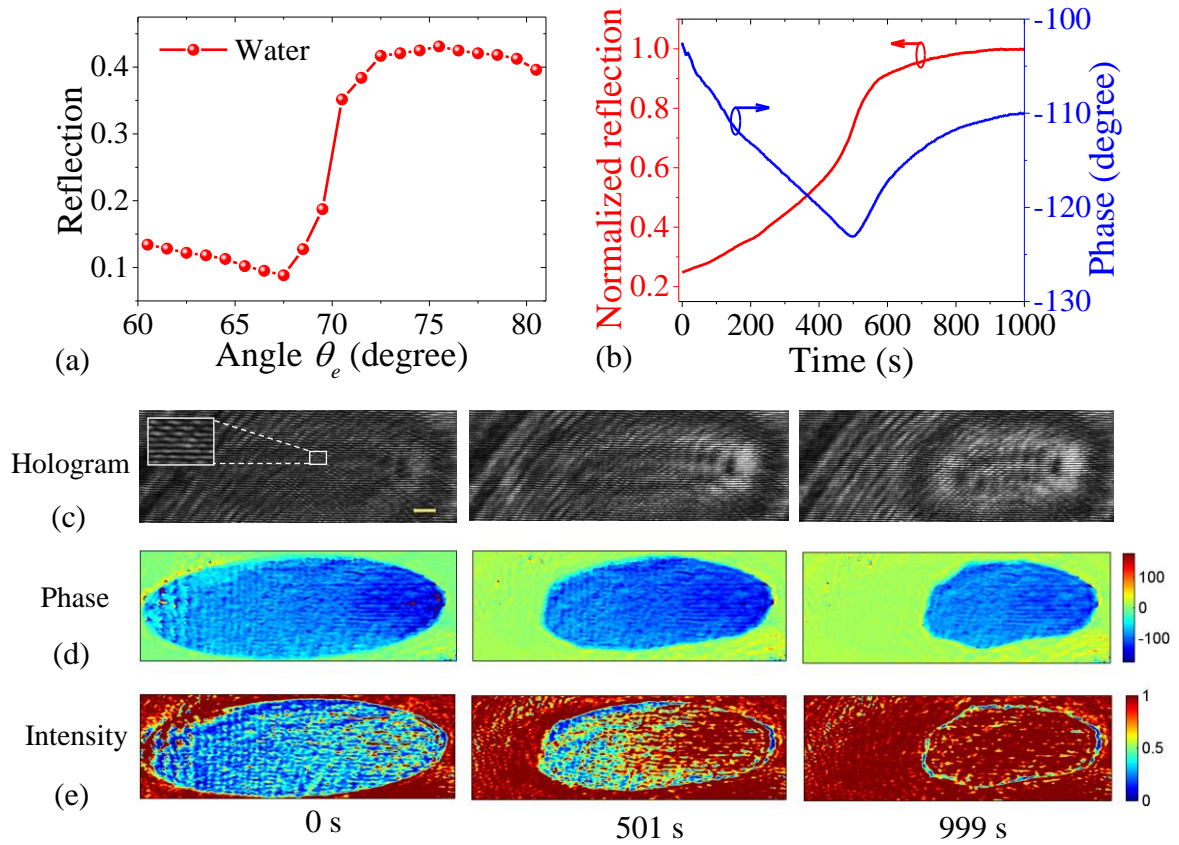 Water
Reflection
0.4
0.3
0.2
0.1
60
65
70
75
80
Angle θe (degree)
(a)
Normalized reflection
1.0
0.8
0.6
0.4
0.2
-100
-110
-120
-130
Phase (degree)
0
200
400
600
800
1000
Time (s)
(b)
Hologram
(c)
Phase
(d)
100
0
-100
Intensity
(e)
1
0.5
0
0 s
501 s
999 s